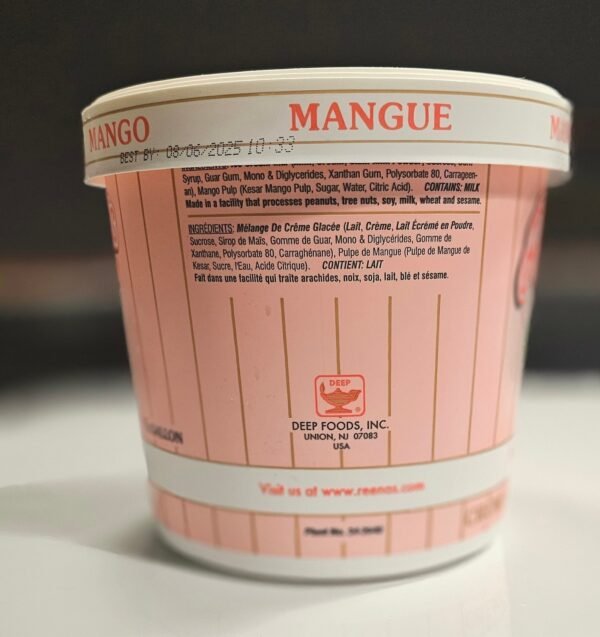 MANGO
MANGUE
BEST BY: 08/06/2025 10:33
Syrup, Guar Gum, Mono & Diglycerides, Xanthan Gum, Polysorbate 80, Carrageen-
an), Mango Pulp (Kesar Mango Pulp, Sugar, Water, Citric Acid). CONTAINS: MILK
Made in a facility that processes peanuts, tree nuts, soy, milk, wheat and sesame.
INGRÉDIENTS: Mélange De Crème Glacée (Lait, Crème, Lait Écrémé en Poudre,
Sucrose, Sirop de Maïs, Gomme de Guar, Mono & Diglycérides, Gomme de
Xanthane, Polysorbate 80, Carraghénane), Pulpe de Mangue (Pulpe de Mangue de
Kesar, Sucre, l'Eau, Acide Citrique). CONTIENT: LAIT
Fait dans une facilité qui traite arachides, noix, soja, lait, blé et sésame.
DEEP
®
DEEP FOODS, INC.
UNION, NJ 07083
USA
GALLON
Visit us at www.reenas.com